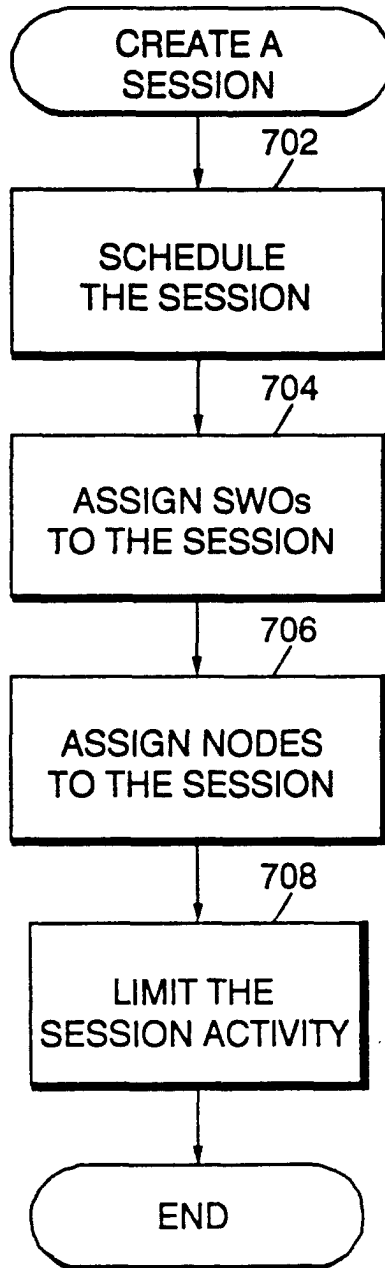 CREATE A
SESSION
702
SCHEDULE
THE SESSION
704
ASSIGN SWOs
TO THE SESSION
706
ASSIGN NODES
TO THE SESSION
708
LIMIT THE
SESSION ACTIVITY
END